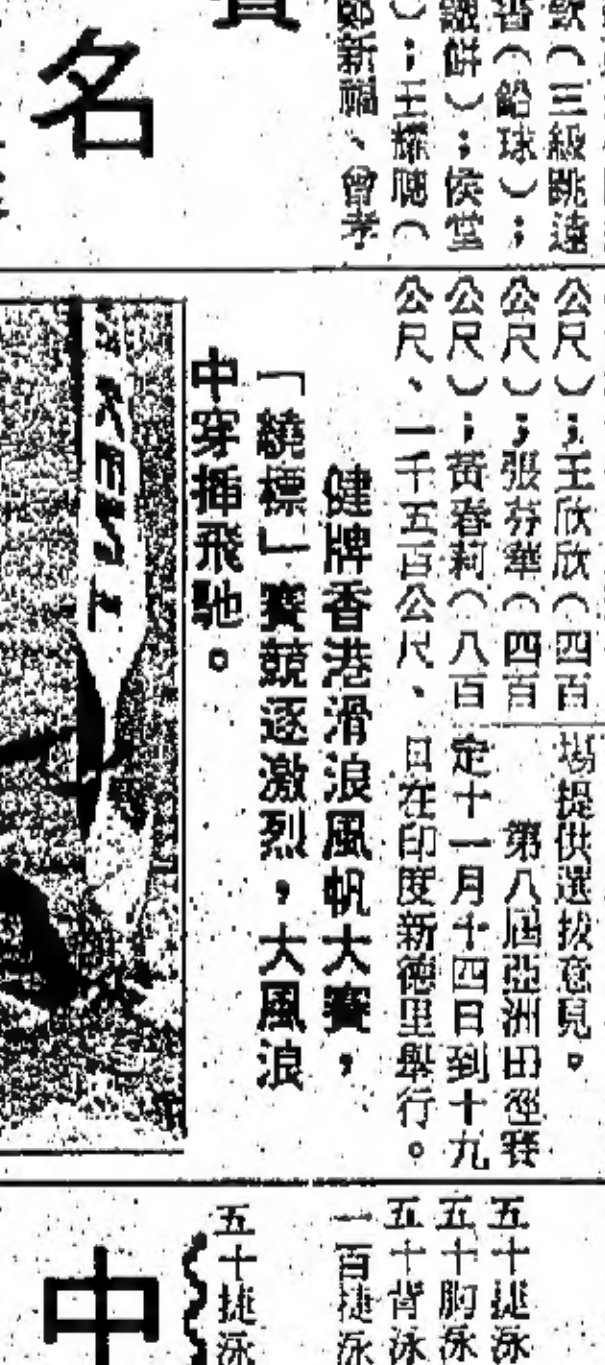 名
歡（三級跳遠
（鉛球）；
鐵餅）；侯堂
）；王耀鵬（
鄭新福、曾孝
公尺）；王欣欣（四百
公尺）；張芬華（四百
公尺）；黃春莉（八百
公尺、一千五百公尺、
場提供選拔意見。
第八屆亞洲田徑賽
定十一月十四日到十九
日在印度新德里舉行。
健牌香港滑浪風帆大賽，
「繞標」賽競逐激烈，大風浪
中穿插飛馳。
KENT
五十捷泳
五十胸泳
五十背泳
一百捷泳
五十捷泳
中